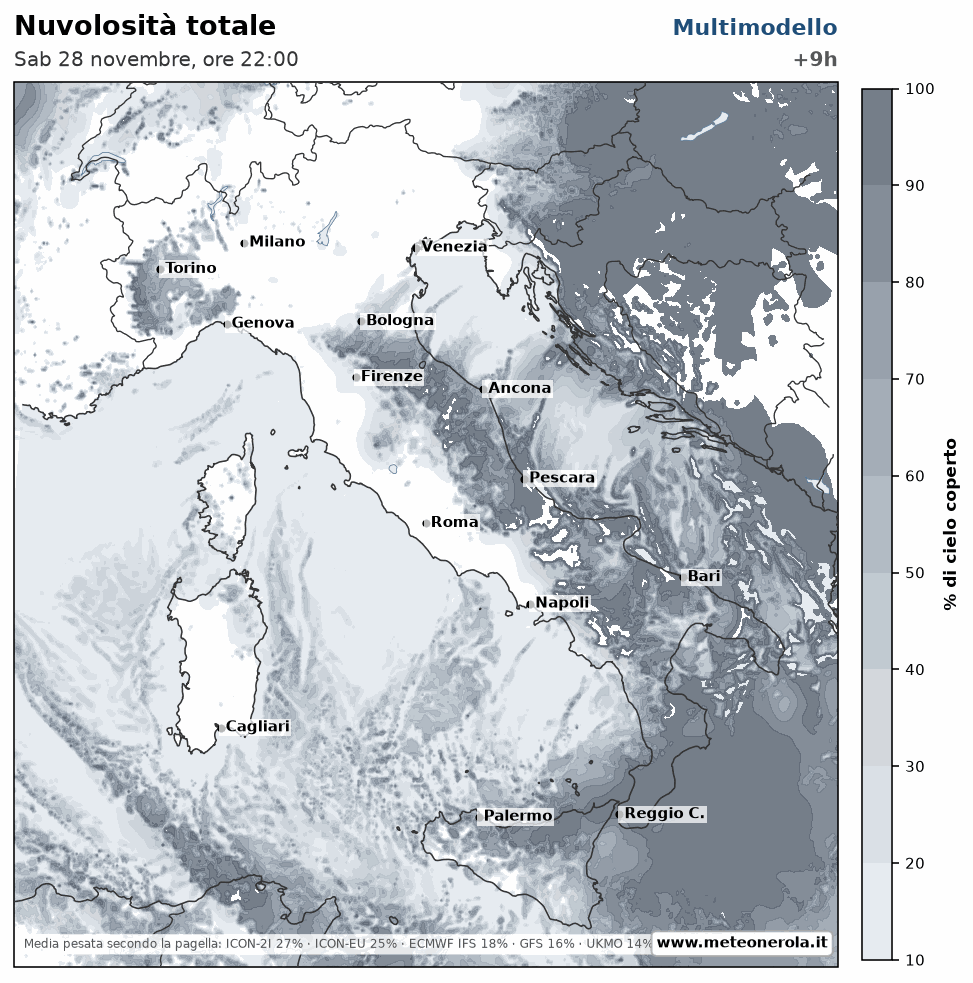 Nuvolosità totale
Multimodello
Sab 28 novembre, ore 22:00
+9h
100
90
80
70
60
50
40
30
20
10
% di cielo coperto
Milano
Venezia
Torino
Genova
Bologna
Firenze
Ancona
Pescara
Roma
Bari
Napoli
Cagliari
Palermo
Reggio C.
Media pesata secondo la pagella: ICON-2I 27% · ICON-EU 25% · ECMWF IFS 18% · GFS 16% · UKMO 14%
www.meteonerola.it